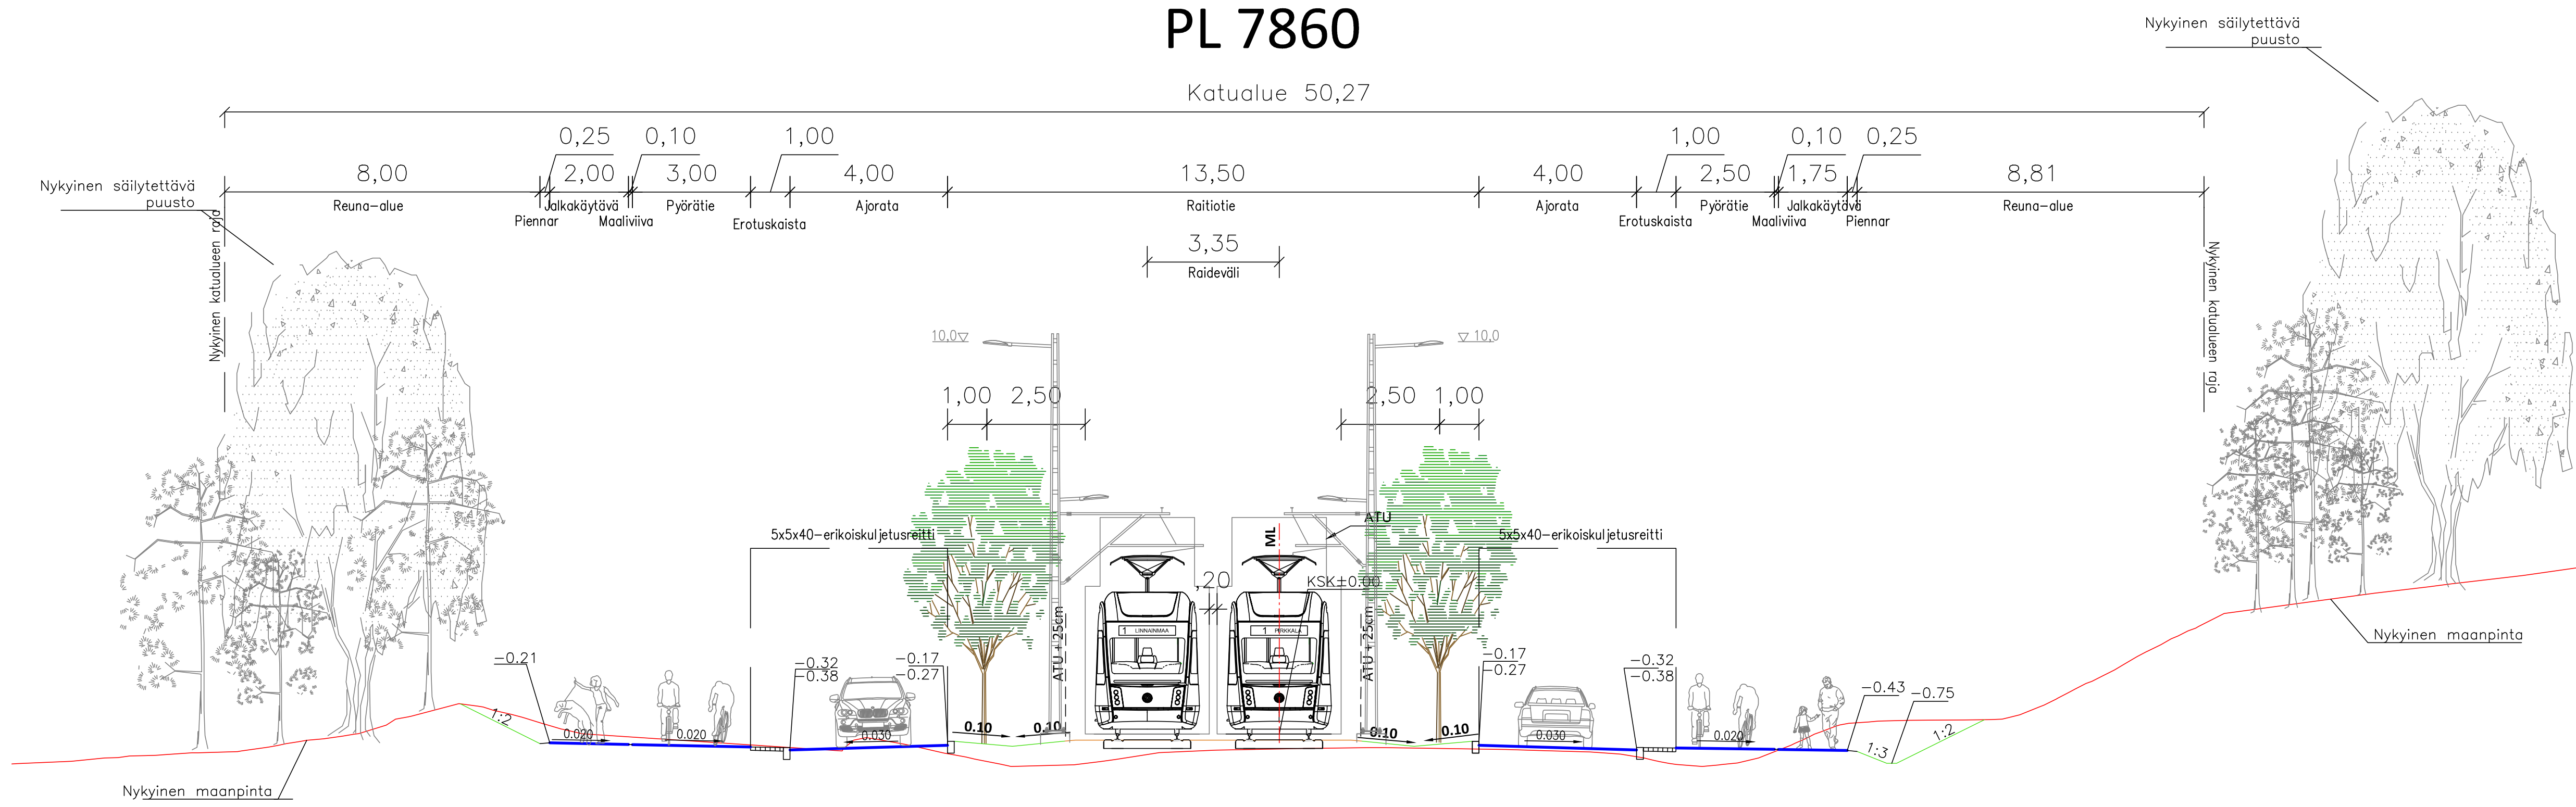 PL 7860
Nykyinen säilytettävä
puusto
Katualue 50,27
0,25
0,10
1,00
1,00
0,10
0,25
8,00
2,00
3,00
4,00
13,50
4,00
2,50
1,75
8,81
Nykyinen säilytettävä
puusto
Reuna-alue
Jalkakäytävä
Pyörätie
Ajorata
Raitiotie
Ajorata
Pyörätie
Jalkakäytävä
Reuna-alue
Piennar
Maaliviiva
Erotuskaista
Erotuskaista
Maaliviiva
Piennar
3,35
Raideväli
Nykyinen katualueen raja
Nykyinen katualueen raja
10,0
10,0
1,00
2,50
2,50
1,00
5x5x40-erikoiskuljetusreitti
ML
ATU
5x5x40-erikoiskuljetusreitti
,20
KSK±0.00
ATU +25cm
ATU +25cm
1 LINNAINMAA
1 PIRKKALA
-0.21
-0.32
-0.38
-0.17
-0.27
-0.17
-0.27
-0.32
-0.38
-0.43
-0.75
1:2
0.020
0.020
0.030
0.10
0.10
0.10
0.10
0.030
0.020
1:3
1:2
Nykyinen maanpinta
Nykyinen maanpinta